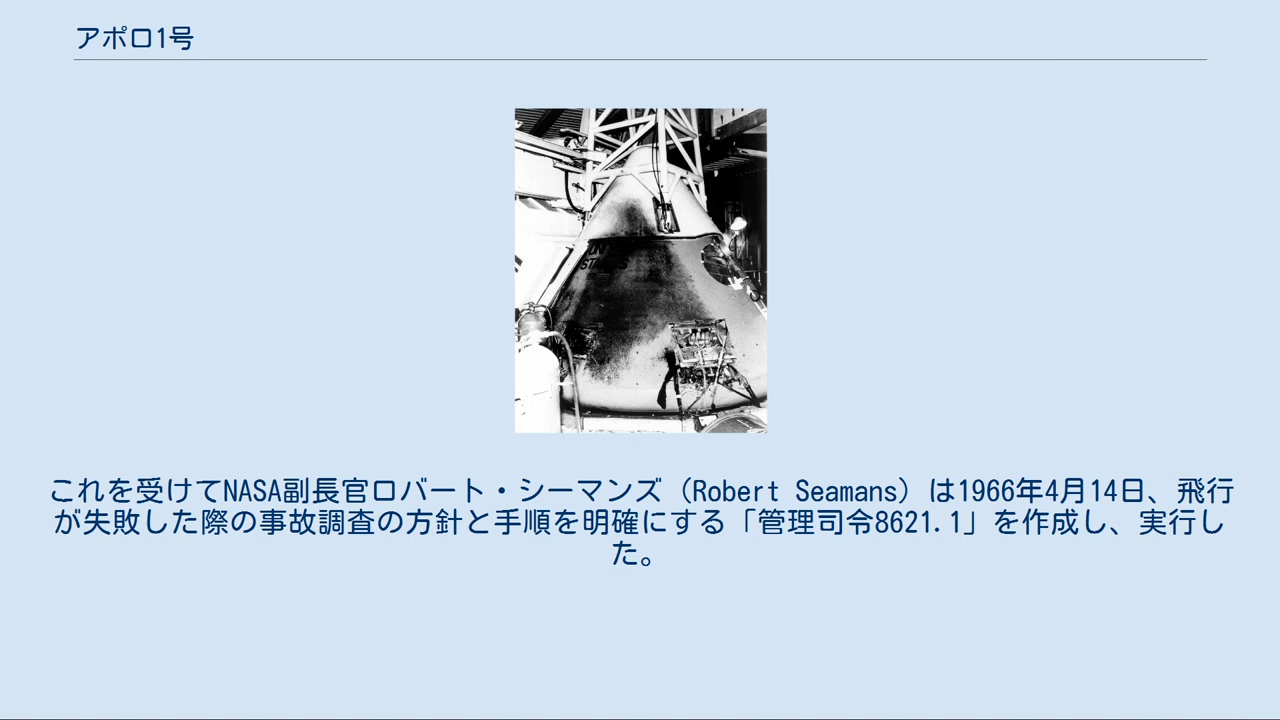 アポロ1号
これを受けてNASA副長官ロバート・シーマンズ（Robert Seamans）は1966年4月14日、飛行
が失敗した際の事故調査の方針と手順を明確にする「管理司令8621.1」を作成し、実行し
た。